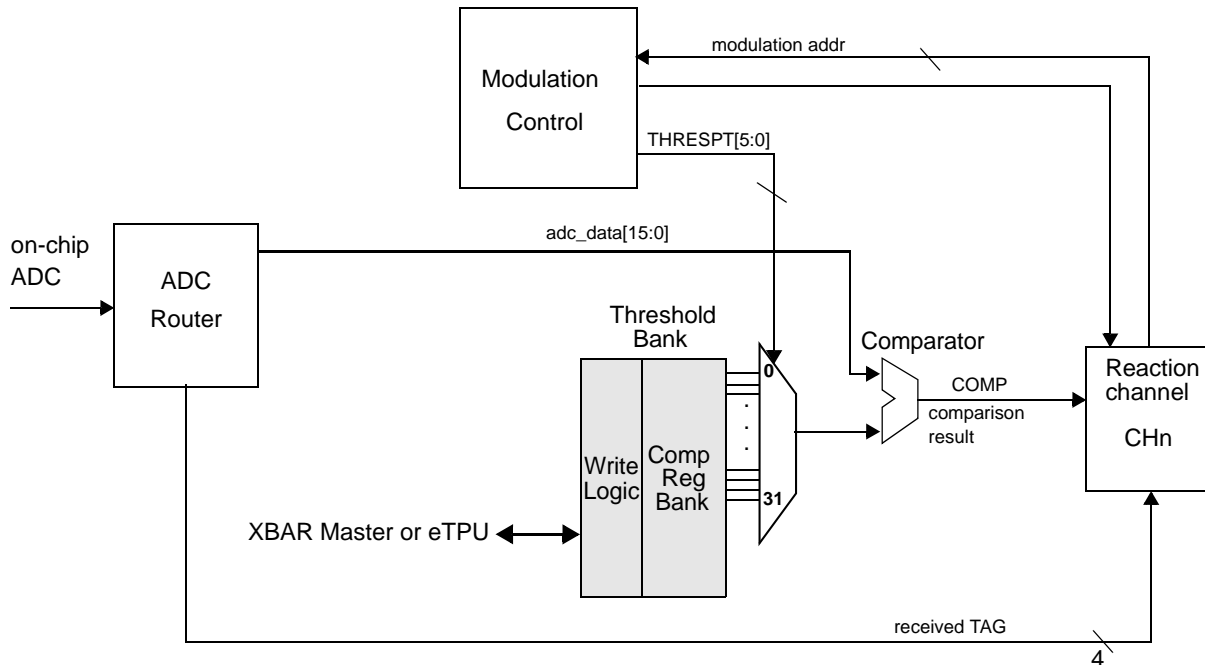 modulation addr
Modulation
Control
THRESPT[5:0]
on-chip
ADC
ADC
Router
adc_data[15:0]
Threshold
Bank
Comparator
0
31
Write
Logic
Comp
Reg
Bank
COMP
comparison
result
Reaction
channel
CHn
XBAR Master or eTPU
received TAG
4